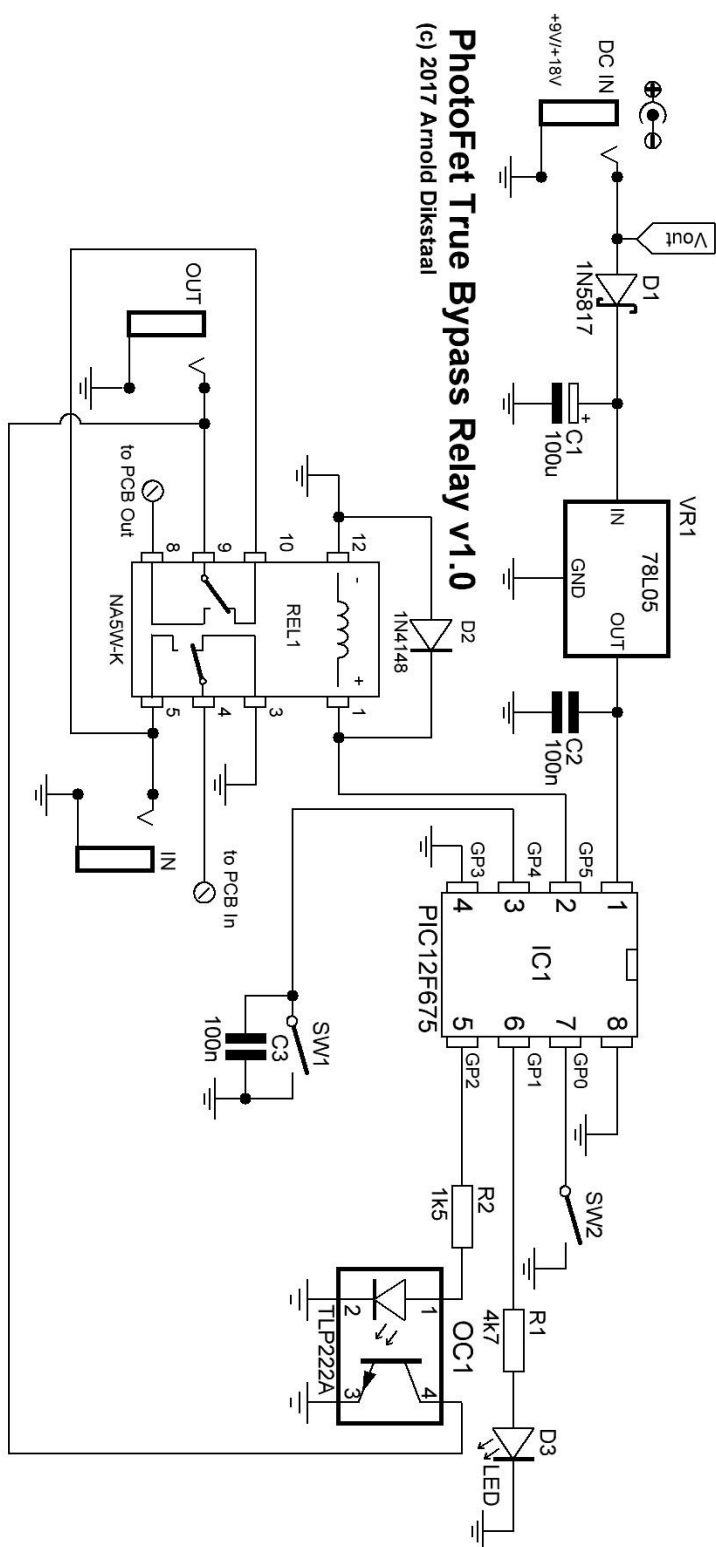 PhotoFet True Bypass Relay v1.0
(c) 2017 Arnold Dikstaal
DC IN
+9V/+18V
Vout
D1
1N5817
+
C1
100u
VR1
78L05
IN
OUT
GND
C2
100n
OUT
to PCB Out
12
10
9
8
-
+
REL1
NA5W-K
1
3
4
5
D2
1N4148
IN
to PCB In
GP5
GP4
GP3
1
2
3
4
IC1
PIC12F675
8
7
6
5
GP0
GP1
GP2
SW1
C3
100n
SW2
R1
4k7
D3
LED
R2
1k5
OC1
1
2
4
3
TLP222A